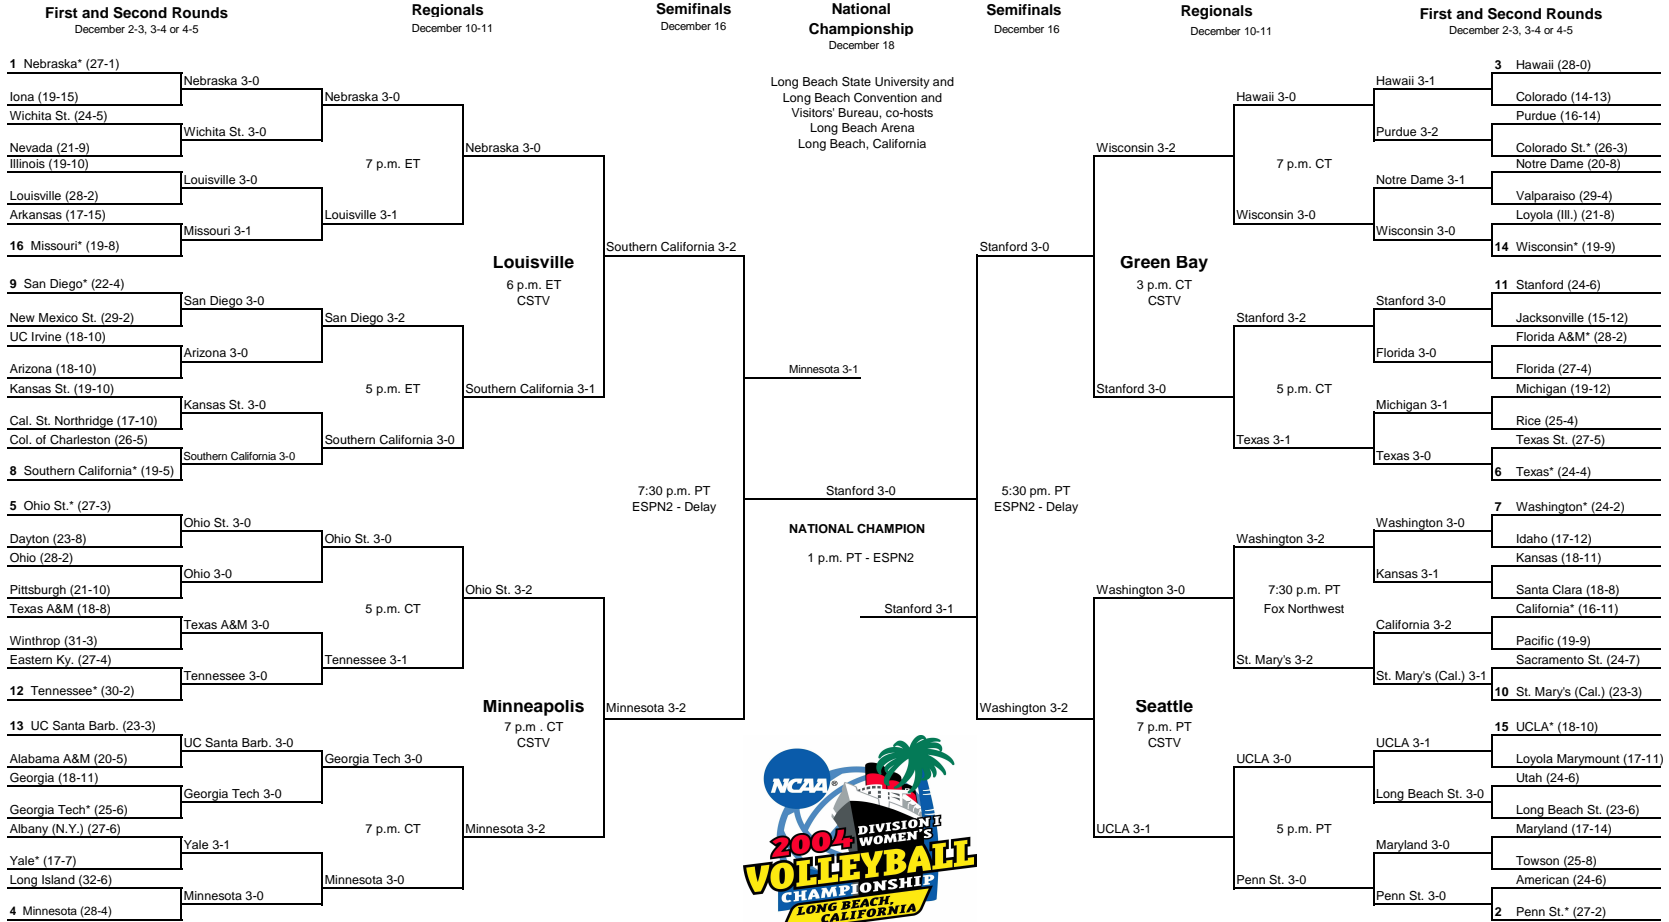 First and Second Rounds
December 2-3, 3-4 or 4-5
Regionals
December 10-11
Semifinals
December 16
National
Championship
December 18
Semifinals
December 16
Regionals
December 10-11
First and Second Rounds
December 2-3, 3-4 or 4-5
Long Beach State University and
Long Beach Convention and
Visitors' Bureau, co-hosts
Long Beach Arena
Long Beach, California
1 Nebraska* (27-1)
Iona (19-15)
Wichita St. (24-5)
Nevada (21-9)
Illinois (19-10)
Louisville (28-2)
Arkansas (17-15)
16 Missouri* (19-8)
9 San Diego* (22-4)
New Mexico St. (29-2)
UC Irvine (18-10)
Arizona (18-10)
Kansas St. (19-10)
Cal. St. Northridge (17-10)
Col. of Charleston (26-5)
8 Southern California* (19-5)
5 Ohio St.* (27-3)
Dayton (23-8)
Ohio (28-2)
Pittsburgh (21-10)
Texas A&M (18-8)
Winthrop (31-3)
Eastern Ky. (27-4)
12 Tennessee* (30-2)
13 UC Santa Barb. (23-3)
Alabama A&M (20-5)
Georgia (18-11)
Georgia Tech* (25-6)
Albany (N.Y.) (27-6)
Yale* (17-7)
Long Island (32-6)
4 Minnesota (28-4)
Nebraska 3-0
Wichita St. 3-0
Louisville 3-0
Missouri 3-1
San Diego 3-0
Arizona 3-0
Kansas St. 3-0
Southern California 3-0
Ohio St. 3-0
Ohio 3-0
Texas A&M 3-0
Tennessee 3-0
UC Santa Barb. 3-0
Georgia Tech 3-0
Yale 3-1
Minnesota 3-0
Nebraska 3-0
7 p.m. ET
Louisville 3-1
San Diego 3-2
5 p.m. ET
Southern California 3-0
Ohio St. 3-0
5 p.m. CT
Tennessee 3-1
Georgia Tech 3-0
7 p.m. CT
Minnesota 3-0
Nebraska 3-0
Louisville
6 p.m. ET
CSTV
Southern California 3-1
Ohio St. 3-2
Minneapolis
7 p.m . CT
CSTV
Minnesota 3-2
Southern California 3-2
7:30 p.m. PT
ESPN2 - Delay
Minnesota 3-2
Minnesota 3-1
Stanford 3-0
NATIONAL CHAMPION
1 p.m. PT - ESPN2
Stanford 3-1
NCAA®
2004 DIVISION I
WOMEN'S
VOLLEYBALL
CHAMPIONSHIP
LONG BEACH,
CALIFORNIA
Stanford 3-0
5:30 pm. PT
ESPN2 - Delay
Washington 3-2
Wisconsin 3-2
Green Bay
3 p.m. CT
CSTV
Stanford 3-0
Washington 3-0
Seattle
7 p.m. PT
CSTV
UCLA 3-1
Hawaii 3-0
7 p.m. CT
Wisconsin 3-0
Stanford 3-2
5 p.m. CT
Texas 3-1
Washington 3-2
7:30 p.m. PT
Fox Northwest
St. Mary's 3-2
UCLA 3-0
5 p.m. PT
Penn St. 3-0
Hawaii 3-1
Purdue 3-2
Notre Dame 3-1
Wisconsin 3-0
Stanford 3-0
Florida 3-0
Michigan 3-1
Texas 3-0
Washington 3-0
Kansas 3-1
California 3-2
St. Mary's (Cal.) 3-1
UCLA 3-1
Long Beach St. 3-0
Maryland 3-0
Penn St. 3-0
3 Hawaii (28-0)
Colorado (14-13)
Purdue (16-14)
Colorado St.* (26-3)
Notre Dame (20-8)
Valparaiso (29-4)
Loyola (Ill.) (21-8)
14 Wisconsin* (19-9)
11 Stanford (24-6)
Jacksonville (15-12)
Florida A&M* (28-2)
Florida (27-4)
Michigan (19-12)
Rice (25-4)
Texas St. (27-5)
6 Texas* (24-4)
7 Washington* (24-2)
Idaho (17-12)
Kansas (18-11)
Santa Clara (18-8)
California* (16-11)
Pacific (19-9)
Sacramento St. (24-7)
10 St. Mary's (Cal.) (23-3)
15 UCLA* (18-10)
Loyola Marymount (17-11)
Utah (24-6)
Long Beach St. (23-6)
Maryland (17-14)
Towson (25-8)
American (24-6)
2 Penn St.* (27-2)